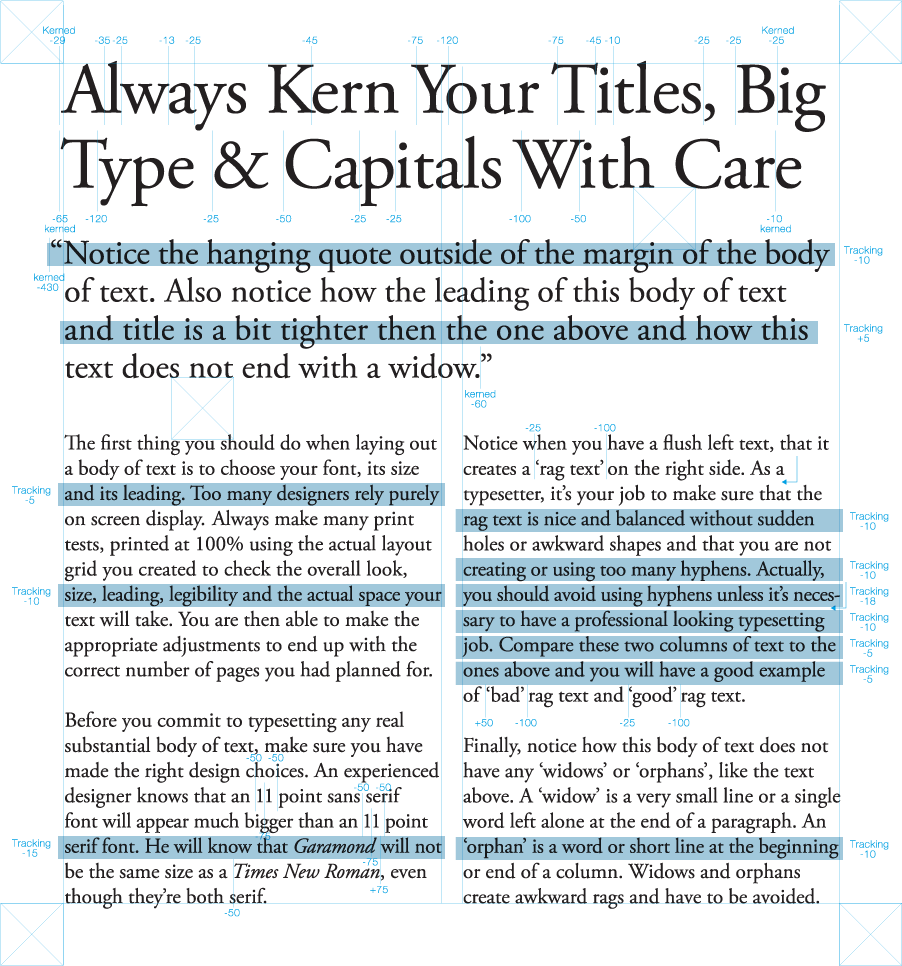 Kerned Kerned
-29 -35 -25 -13 -25 -45 -75 -120 -75 -45 -10 -25 -25 -25
Always Kern Your Titles, Big
Type & Capitals With Care
-65 -120 -25 -50 -25 -25 -100 -50 -10
kerned kerned
“Notice the hanging quote outside of the margin of the body
Tracking
-10
kerned
-430
of text. Also notice how the leading of this body of text
and title is a bit tighter then the one above and how this
Tracking
+5
text does not end with a widow.”
kerned
-60
The first thing you should do when laying out
a body of text is to choose your font, its size
Tracking
-5
and its leading. Too many designers rely purely
on screen display. Always make many print
tests, printed at 100% using the actual layout
grid you created to check the overall look,
Tracking
-10
size, leading, legibility and the actual space your
text will take. You are then able to make the
appropriate adjustments to end up with the
correct number of pages you had planned for.
Before you commit to typesetting any real
substantial body of text, make sure you have
-50 -50
made the right design choices. An experienced
-50 -50
designer knows that an 11 point sans serif
font will appear much bigger than an 11 point
-75
Tracking
-15
serif font. He will know that Garamond will not
-75
be the same size as a Times New Roman, even
+75
though they’re both serif.
-50
-25 -100
Notice when you have a flush left text, that it
creates a ‘rag text’ on the right side. As a
typesetter, it’s your job to make sure that the
rag text is nice and balanced without sudden
Tracking
-10
holes or awkward shapes and that you are not
creating or using too many hyphens. Actually,
Tracking
-10
you should avoid using hyphens unless it’s neces-
Tracking
-18
sary to have a professional looking typesetting
Tracking
-10
job. Compare these two columns of text to the
Tracking
-5
ones above and you will have a good example
Tracking
-5
of ‘bad’ rag text and ‘good’ rag text.
+50 -100 -25 -100
Finally, notice how this body of text does not
have any ‘widows’ or ‘orphans’, like the text
above. A ‘widow’ is a very small line or a single
word left alone at the end of a paragraph. An
‘orphan’ is a word or short line at the beginning
Tracking
-10
or end of a column. Widows and orphans
create awkward rags and have to be avoided.